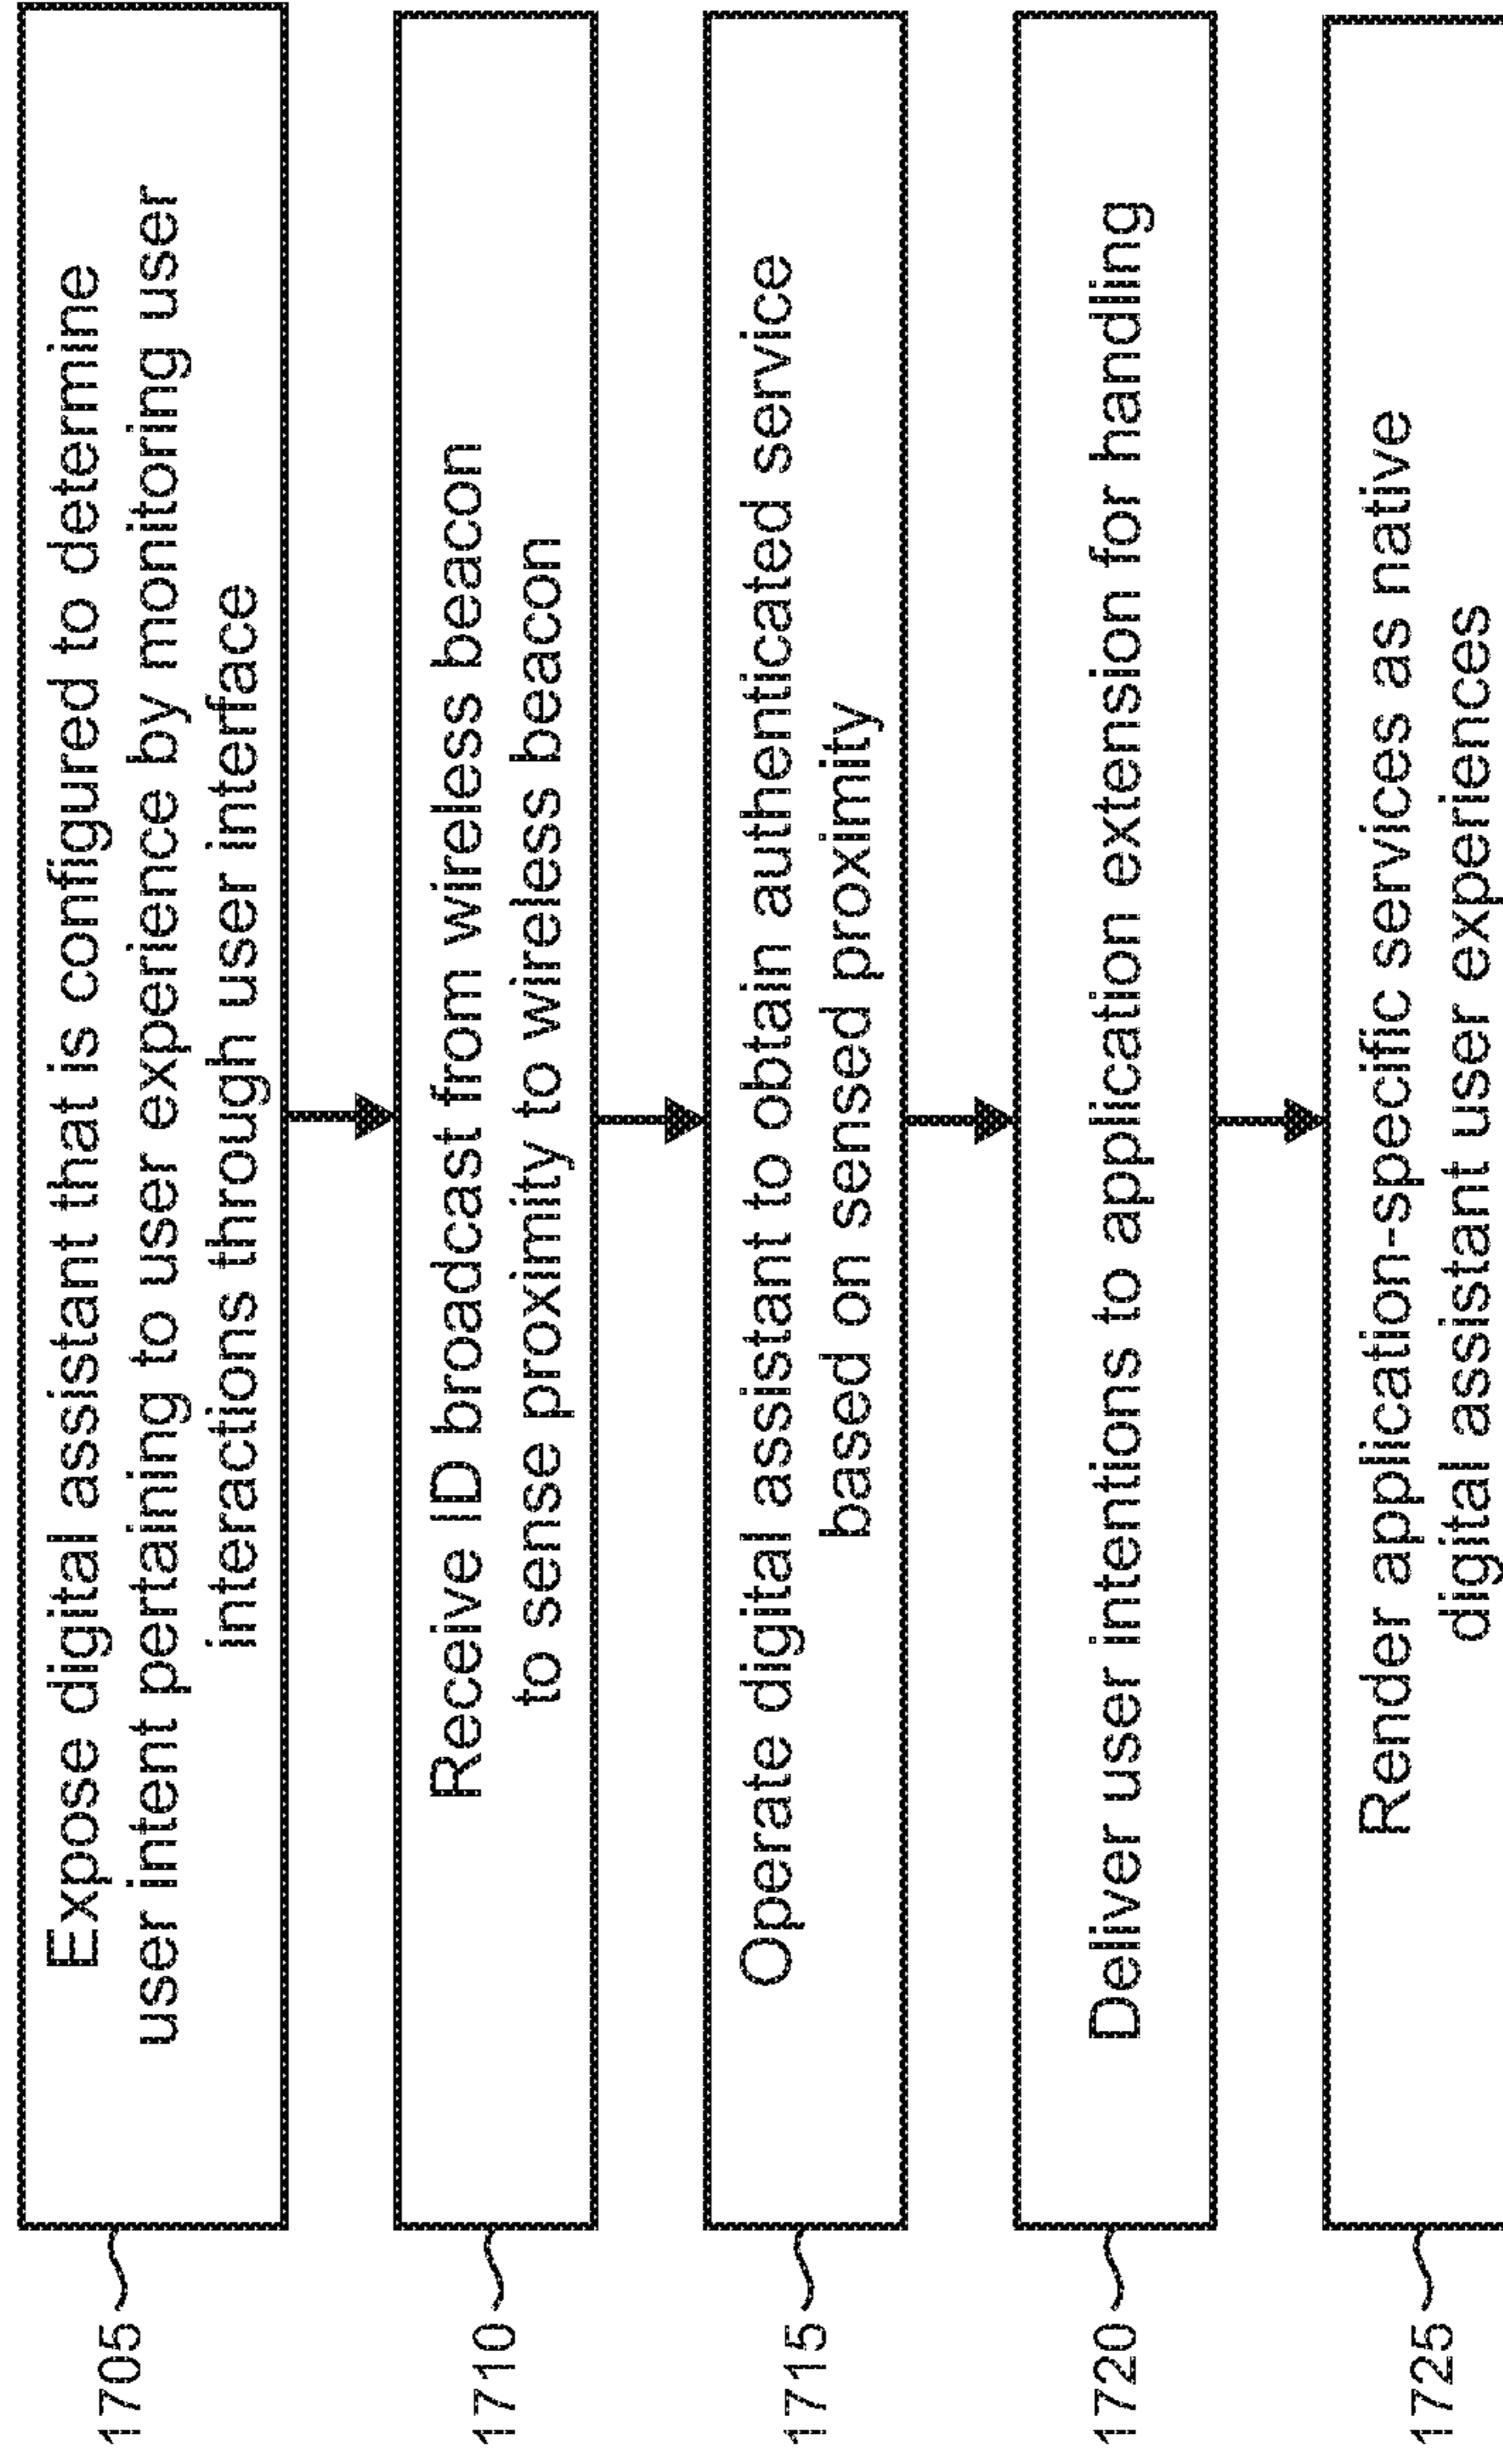 1705
Expose digital assistant that is configured to determine
user intent pertaining to user experience by monitoring user
interactions through user interface
1710
Receive ID broadcast from wireless beacon
to sense proximity to wireless beacon
1715
Operate digital assistant to obtain authenticated service
based on sensed proximity
1720
Deliver user intentions to application extension for handling
1725
Render application-specific services as native
digital assistant user experiences